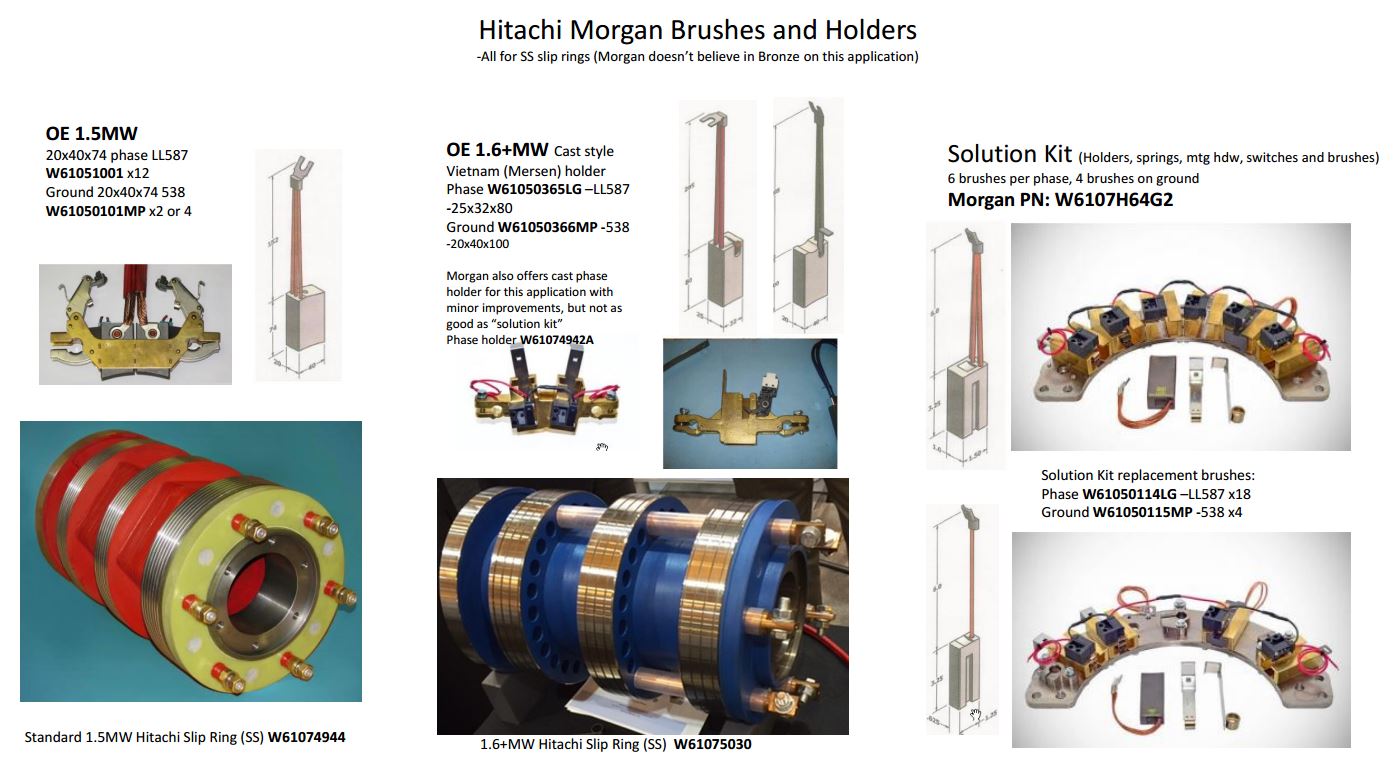 Hitachi Morgan Brushes and Holders
-All for SS slip rings (Morgan doesn't believe in Bronze on this application)
OE 1.5MW
20x40x74 phase LL587
W61051001 x12
Ground 20x40x74 538
W61050101MP x2 or 4
Standard 1.5MW Hitachi Slip Ring (SS) W61074944
OE 1.6+MW Cast style
Vietnam (Mersen) holder
Phase W61050365LG –LL587
-25x32x80
Ground W61050366MP -538
-20x40x100
Morgan also offers cast phase
holder for this application with
minor improvements, but not as
good as "solution kit"
Phase holder W61074942A
1.6+MW Hitachi Slip Ring (SS) W61075030
Solution Kit (Holders, springs, mtg hdw, switches and brushes)
6 brushes per phase, 4 brushes on ground
Morgan PN: W6107H64G2
Solution Kit replacement brushes:
Phase W61050114LG –LL587 x18
Ground W61050115MP -538 x4